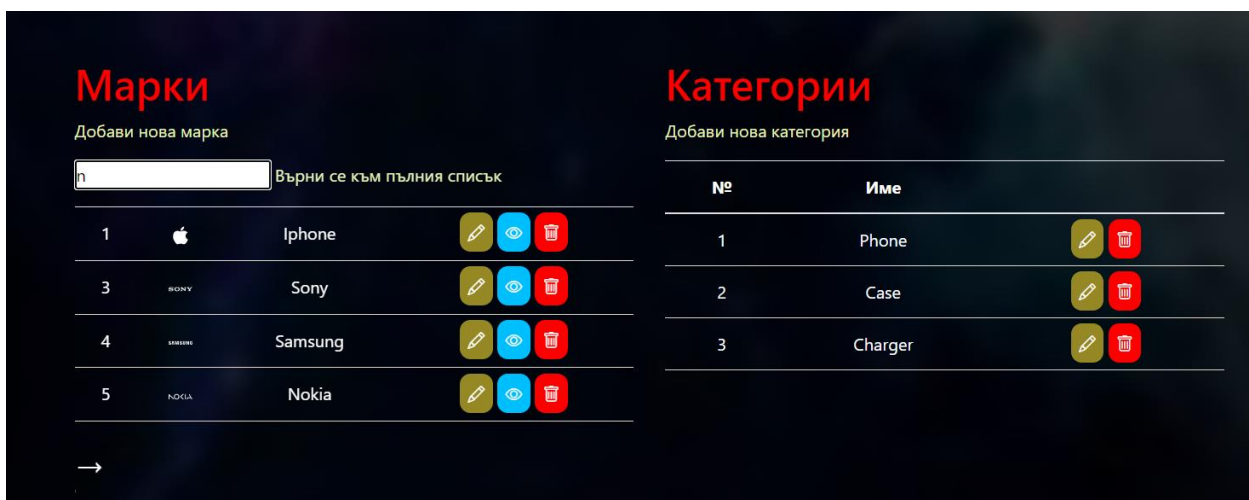 Марки
Добави нова марка
n Върни се към пълния списък
1 Iphone
3 SONY Sony
4 SAMSUNG Samsung
5 NOKIA Nokia
Категории
Добави нова категория
№ Име
1 Phone
2 Case
3 Charger